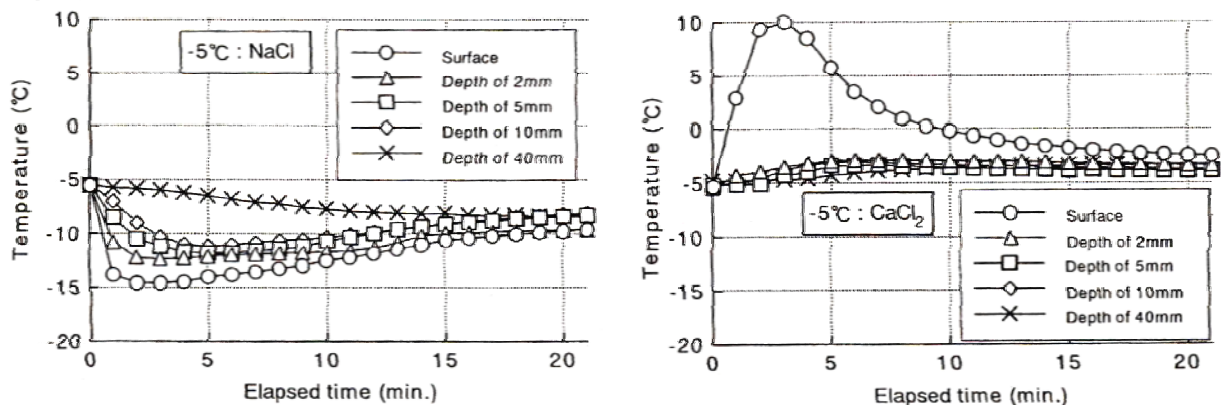 10
5
0
-5
-10
-15
-20
Temperature (℃)
-5℃ : NaCl
Surface
Depth of 2mm
Depth of 5mm
Depth of 10mm
Depth of 40mm
0 5 10 15 20
Elapsed time (min.)
10
5
0
-5
-10
-15
-20
Temperature (℃)
-5℃ : CaCl₂
Surface
Depth of 2mm
Depth of 5mm
Depth of 10mm
Depth of 40mm
0 5 10 15 20
Elapsed time (min.)